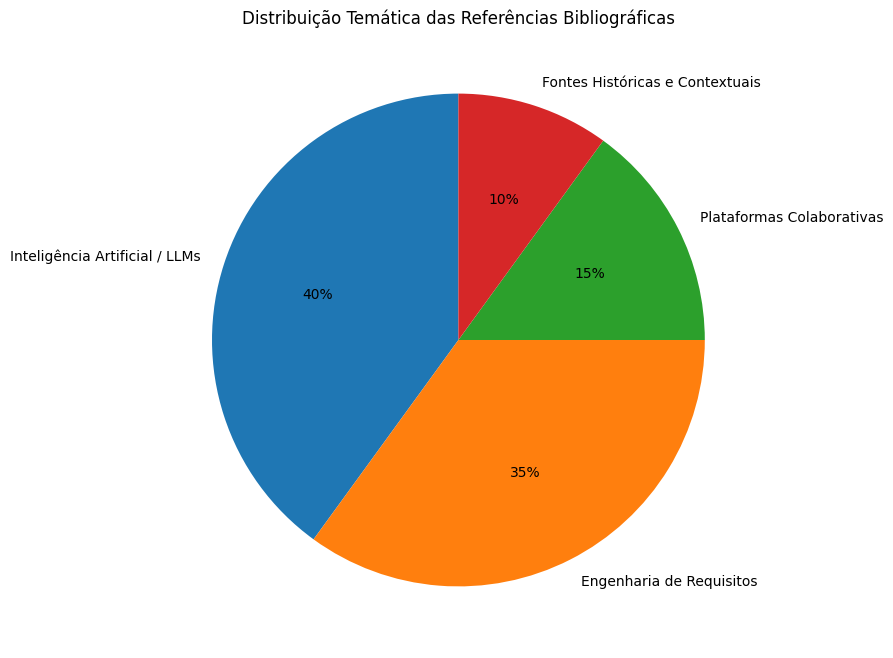 Distribuição Temática das Referências Bibliográficas
Fontes Históricas e Contextuais
10%
Plataformas Colaborativas
15%
Inteligência Artificial / LLMs
40%
35%
Engenharia de Requisitos